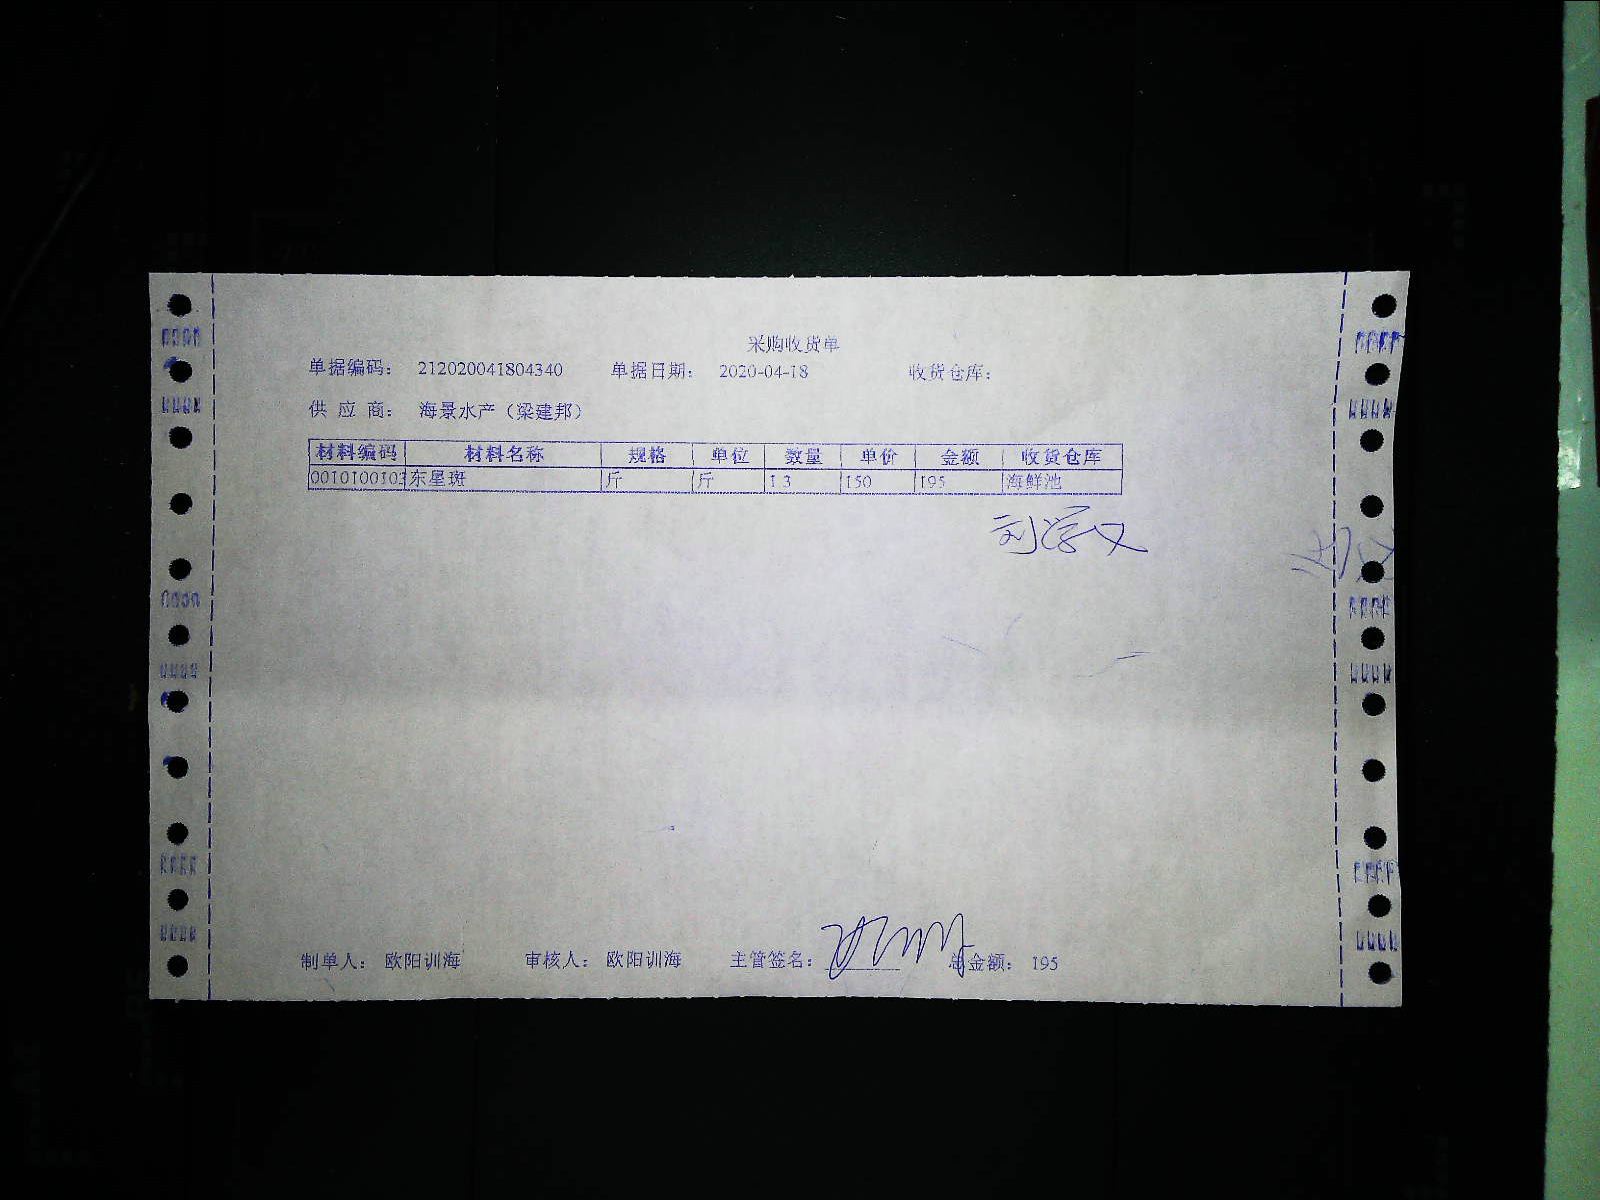 采购收货单
单据编码： 212020041804340 单据日期： 2020-04-18 收货仓库：
供 应 商： 海景水产（梁建邦）
材料编码 材料名称 规格 单位 数量 单价 金额 收货仓库
0010100103 东星斑 斤 斤 1.3 150 195 海鲜池
刘学文
制单人： 欧阳训海 审核人： 欧阳训海 主管签名： 总金额： 195